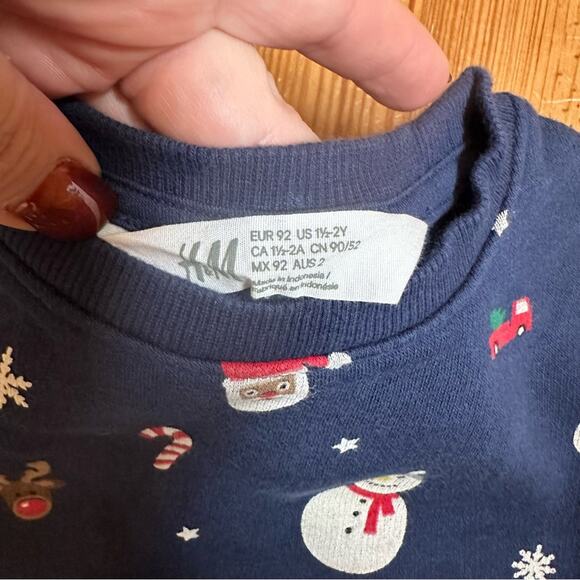 H&M
EUR 92 US 1½-2Y
CA 1½-2A CN 90/52
MX 92 AUS 2
Made in Indonesia /
Fabriqué en Indonésie